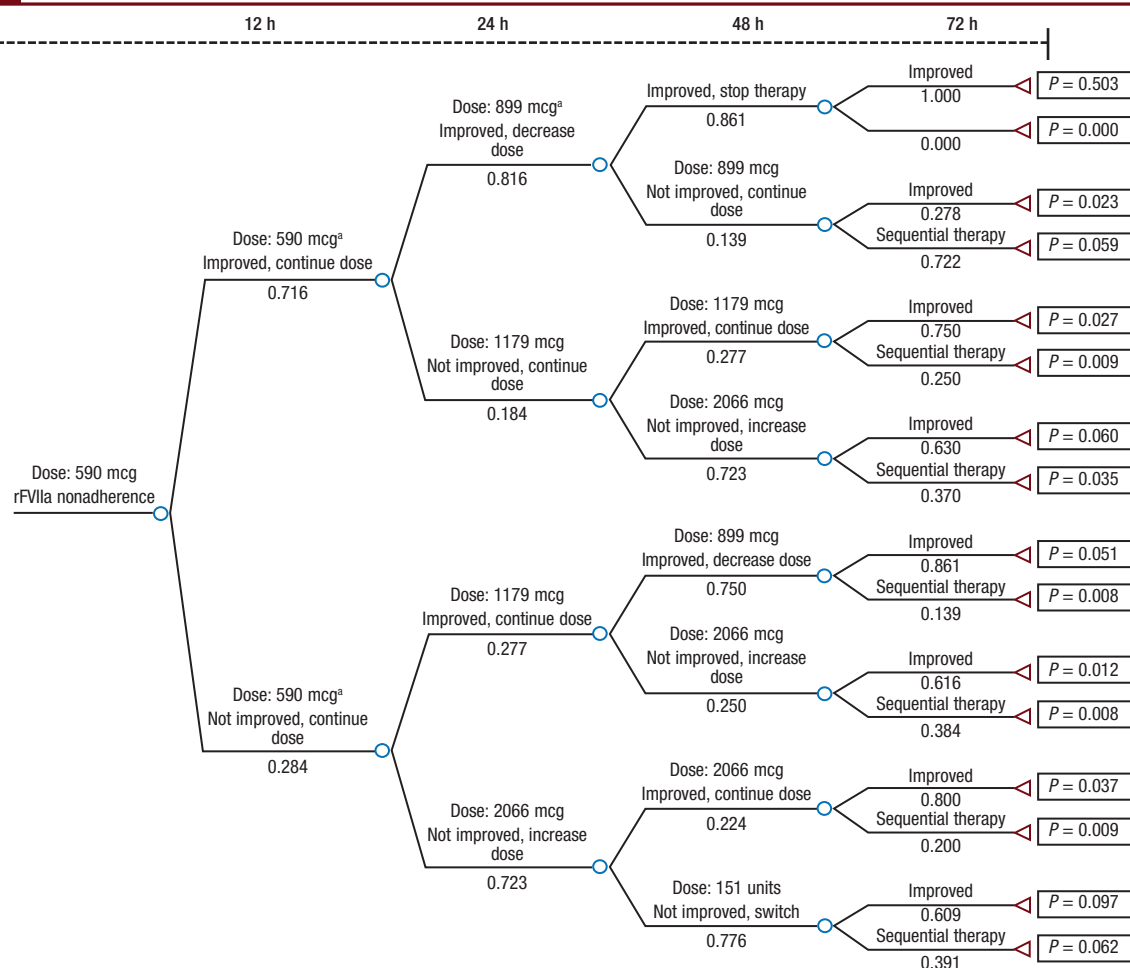 12 h
24 h
48 h
72 h
Dose: 590 mcg
rFVIIa nonadherence
Dose: 590 mcgª
Improved, continue dose
0.716
Dose: 590 mcgª
Not improved, continue
dose
0.284
Dose: 899 mcgª
Improved, decrease
dose
0.816
Dose: 1179 mcg
Not improved, continue
dose
0.184
Dose: 1179 mcg
Improved, continue dose
0.277
Dose: 2066 mcg
Not improved, increase
dose
0.723
Improved, stop therapy
0.861
Dose: 899 mcg
Not improved, continue
dose
0.139
Dose: 1179 mcg
Improved, continue dose
0.277
Dose: 2066 mcg
Not improved, increase
dose
0.723
Dose: 899 mcg
Improved, decrease dose
0.750
Dose: 2066 mcg
Not improved, increase
dose
0.250
Dose: 2066 mcg
Improved, continue dose
0.224
Dose: 151 units
Not improved, switch
0.776
Improved
1.000
P = 0.503
0.000
P = 0.000
Improved
0.278
P = 0.023
Sequential therapy
0.722
P = 0.059
Improved
0.750
P = 0.027
Sequential therapy
0.250
P = 0.009
Improved
0.630
P = 0.060
Sequential therapy
0.370
P = 0.035
Improved
0.861
P = 0.051
Sequential therapy
0.139
P = 0.008
Improved
0.616
P = 0.012
Sequential therapy
0.384
P = 0.008
Improved
0.800
P = 0.037
Sequential therapy
0.200
P = 0.009
Improved
0.609
P = 0.097
Sequential therapy
0.391
P = 0.062